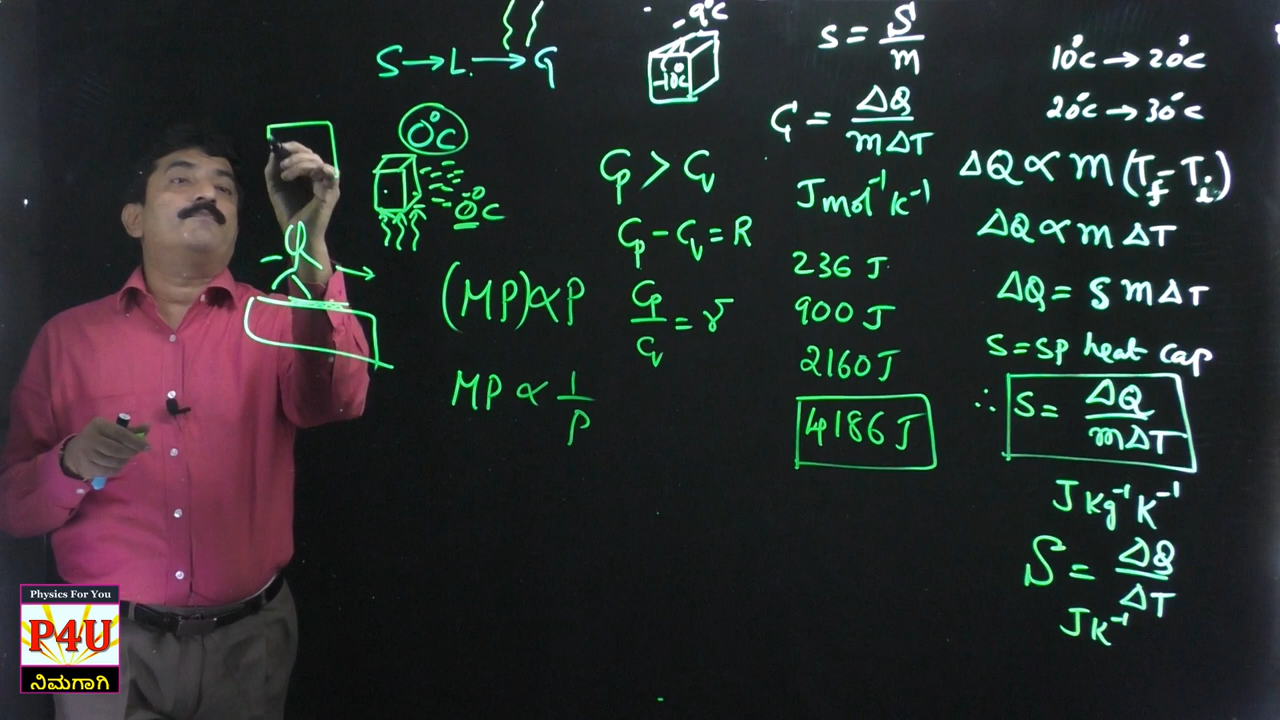 S → L. → G
0°C
0°C
(MP) ∝ P
MP ∝ 1/P
-9°C
-10°C
Cp > Cv
Cp - Cv = R
Cp/Cv = γ
s = S/m
C = ΔQ/mΔT
J mol⁻¹ K⁻¹
236 J
900 J
2160 J
4186 J
10°C → 20°C
20°C → 30°C
ΔQ ∝ m (Tf - Ti)
ΔQ ∝ m ΔT
ΔQ = S m ΔT
S = Sp heat cap
∴ S = ΔQ/mΔT
J Kg⁻¹ K⁻¹
S = ΔQ/ΔT
J K⁻¹
Physics For You
P4U
ನಿಮಗಾಗಿ